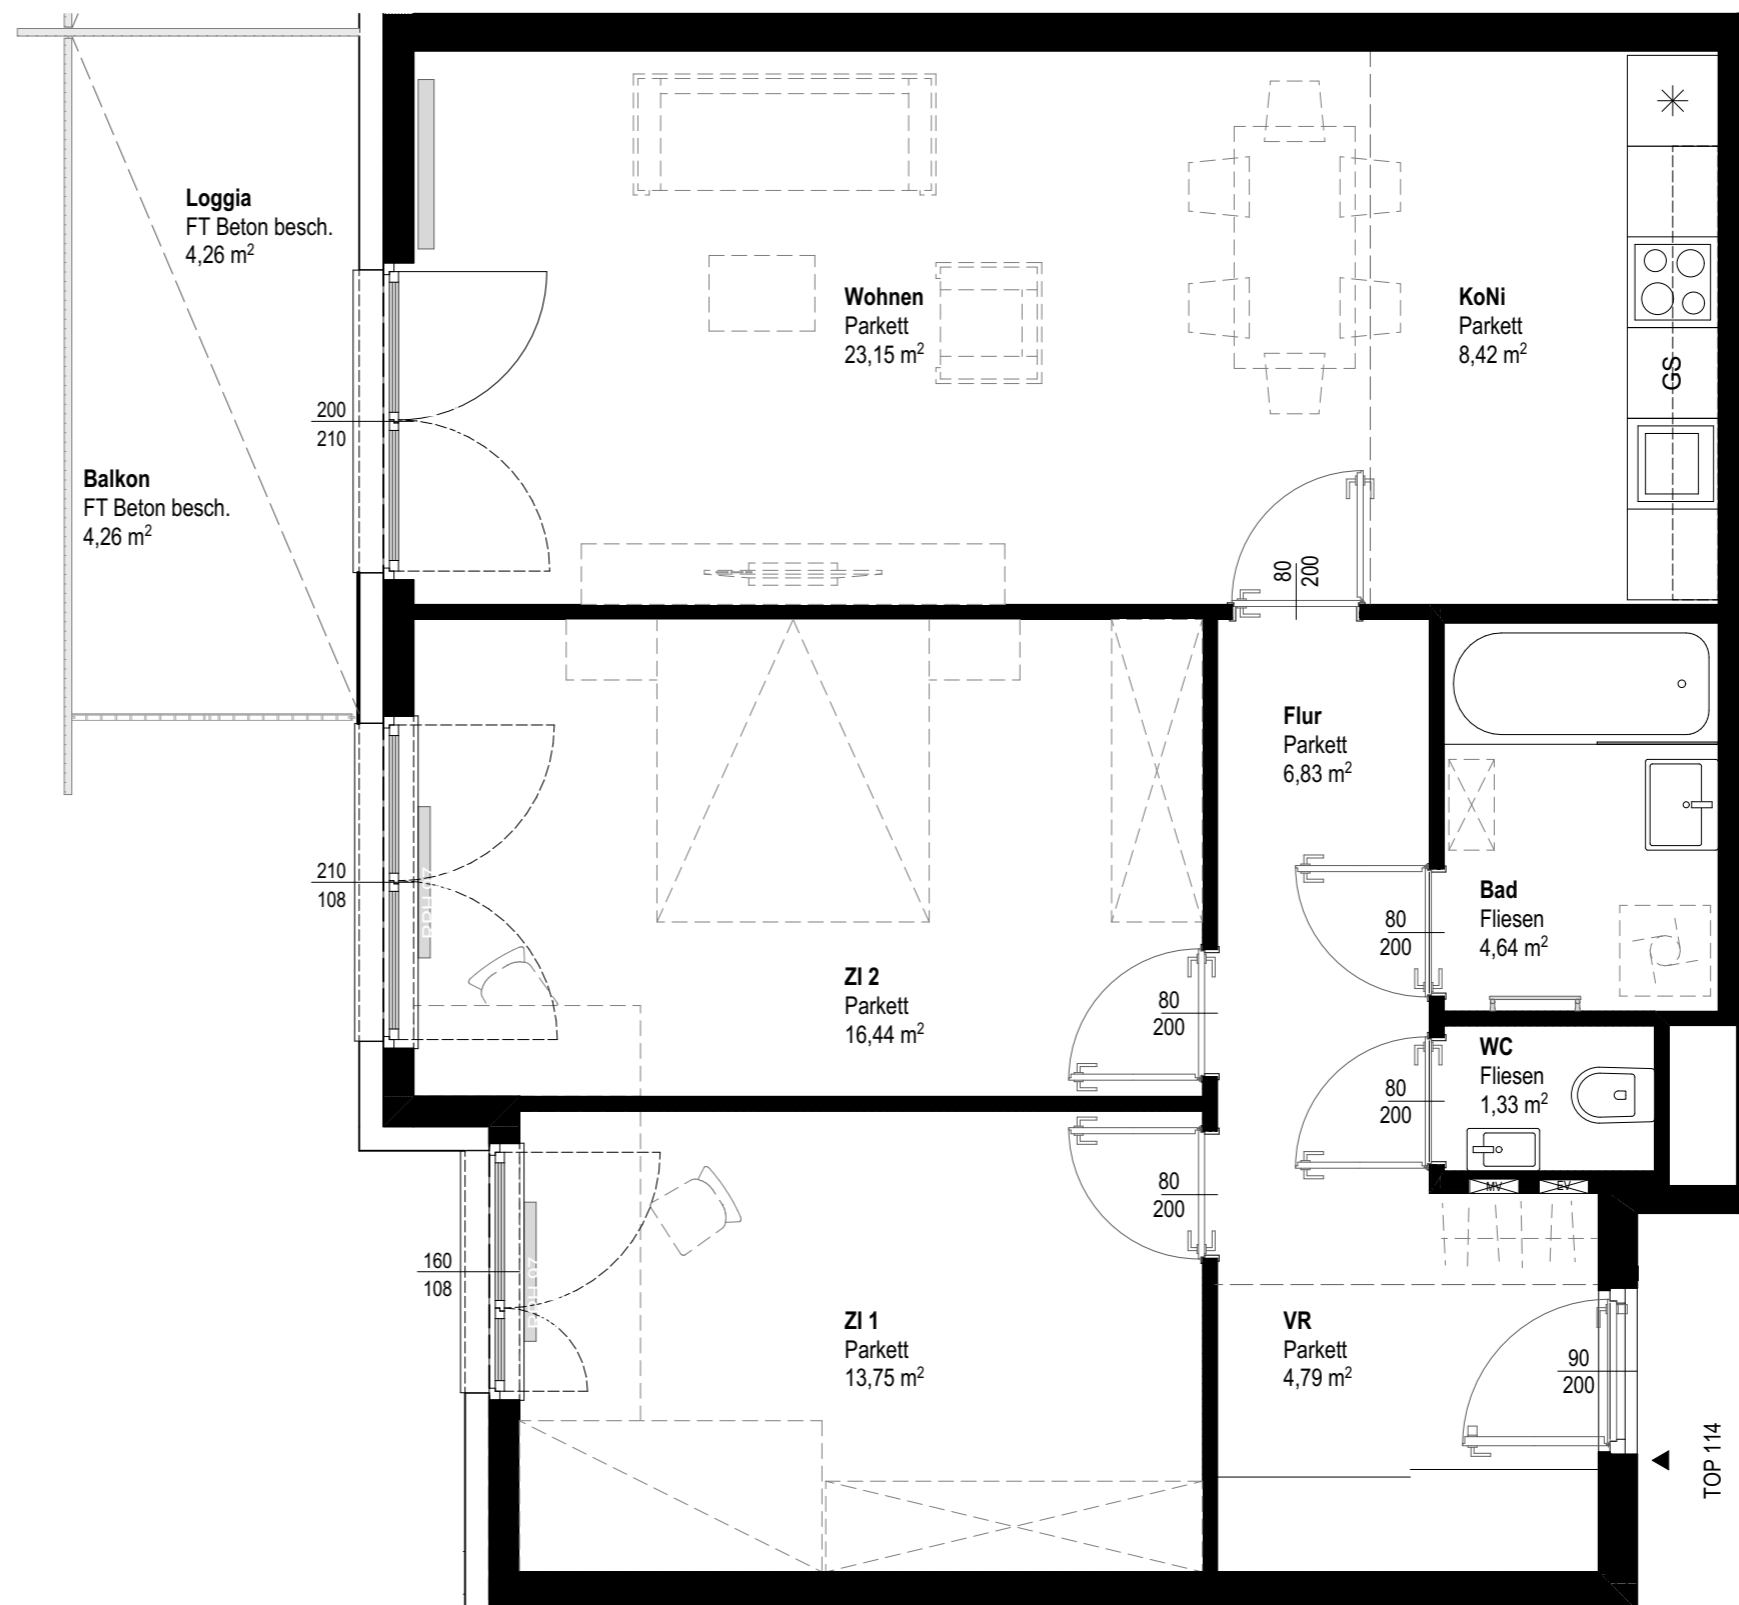 Loggia
FT Beton besch.
4,26 m²
Wohnen
Parkett
23,15 m²
KoNi
Parkett
8,42 m²
GS
200
210
Balkon
FT Beton besch.
4,26 m²
80
200
Flur
Parkett
6,83 m²
210
108
Bad
Fliesen
4,64 m²
80
200
ZI 2
Parkett
16,44 m²
80
200
WC
Fliesen
1,33 m²
80
200
80
200
MV
EV
160
108
ZI 1
Parkett
13,75 m²
VR
Parkett
4,79 m²
90
200
TOP 114